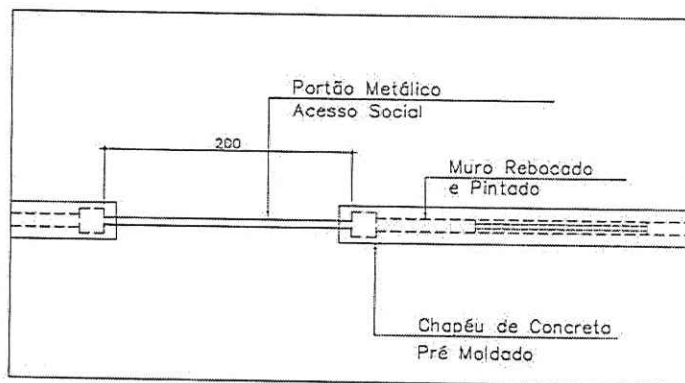 Portão Metálico
Acesso Social
200
Muro Rebocado
e Pintado
Chapéu de Concreto
Pré Moldado